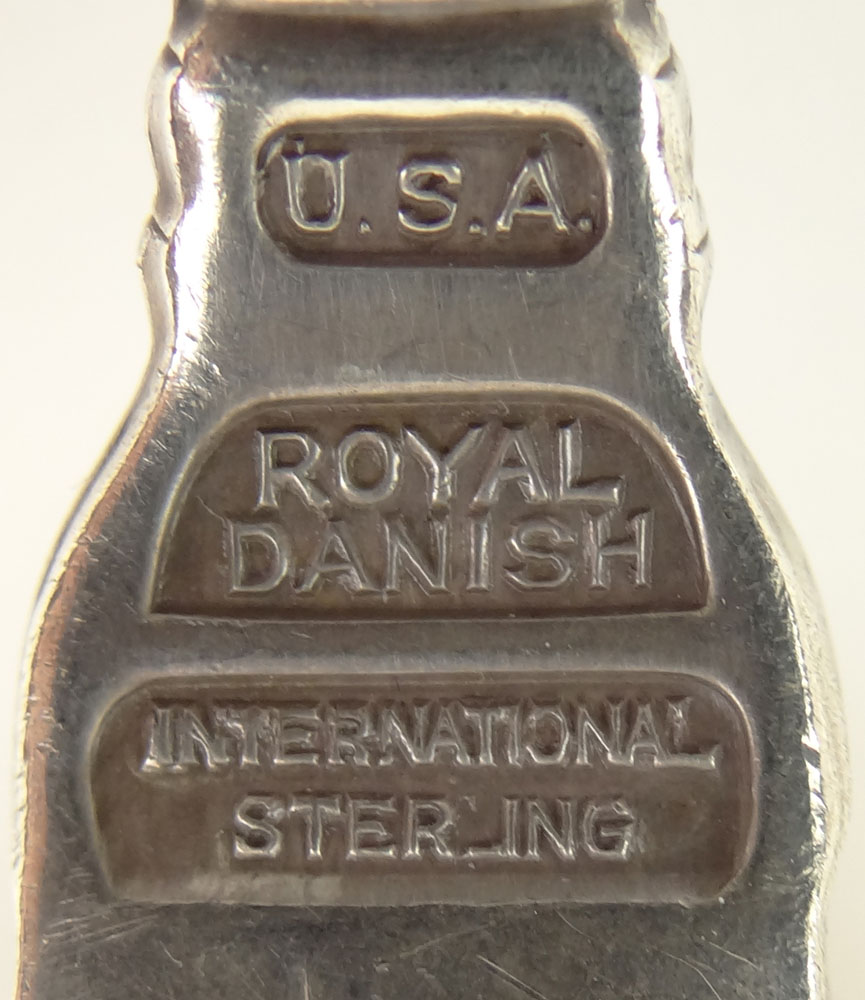 U.S.A.
ROYAL
DANISH
INTERNATIONAL
STERLING